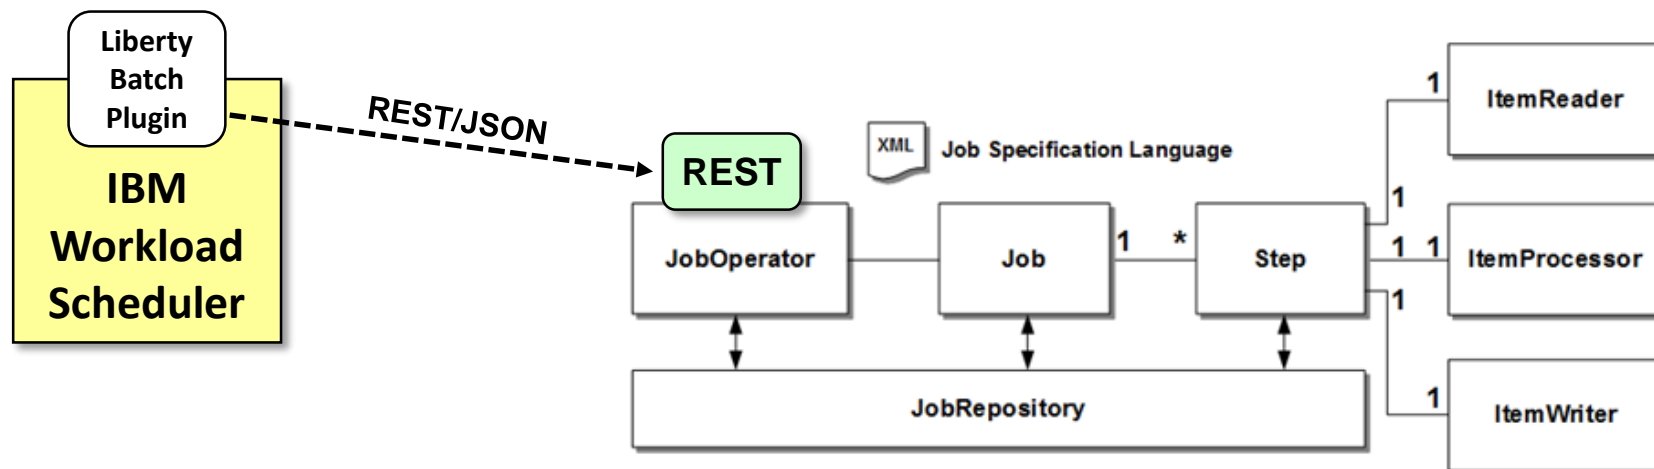 Liberty
Batch
Plugin
IBM
Workload
Scheduler
REST/JSON
REST
XML
Job Specification Language
JobOperator
Job
1
*
Step
1
1
ItemReader
1
1
ItemProcessor
1
1
ItemWriter
JobRepository